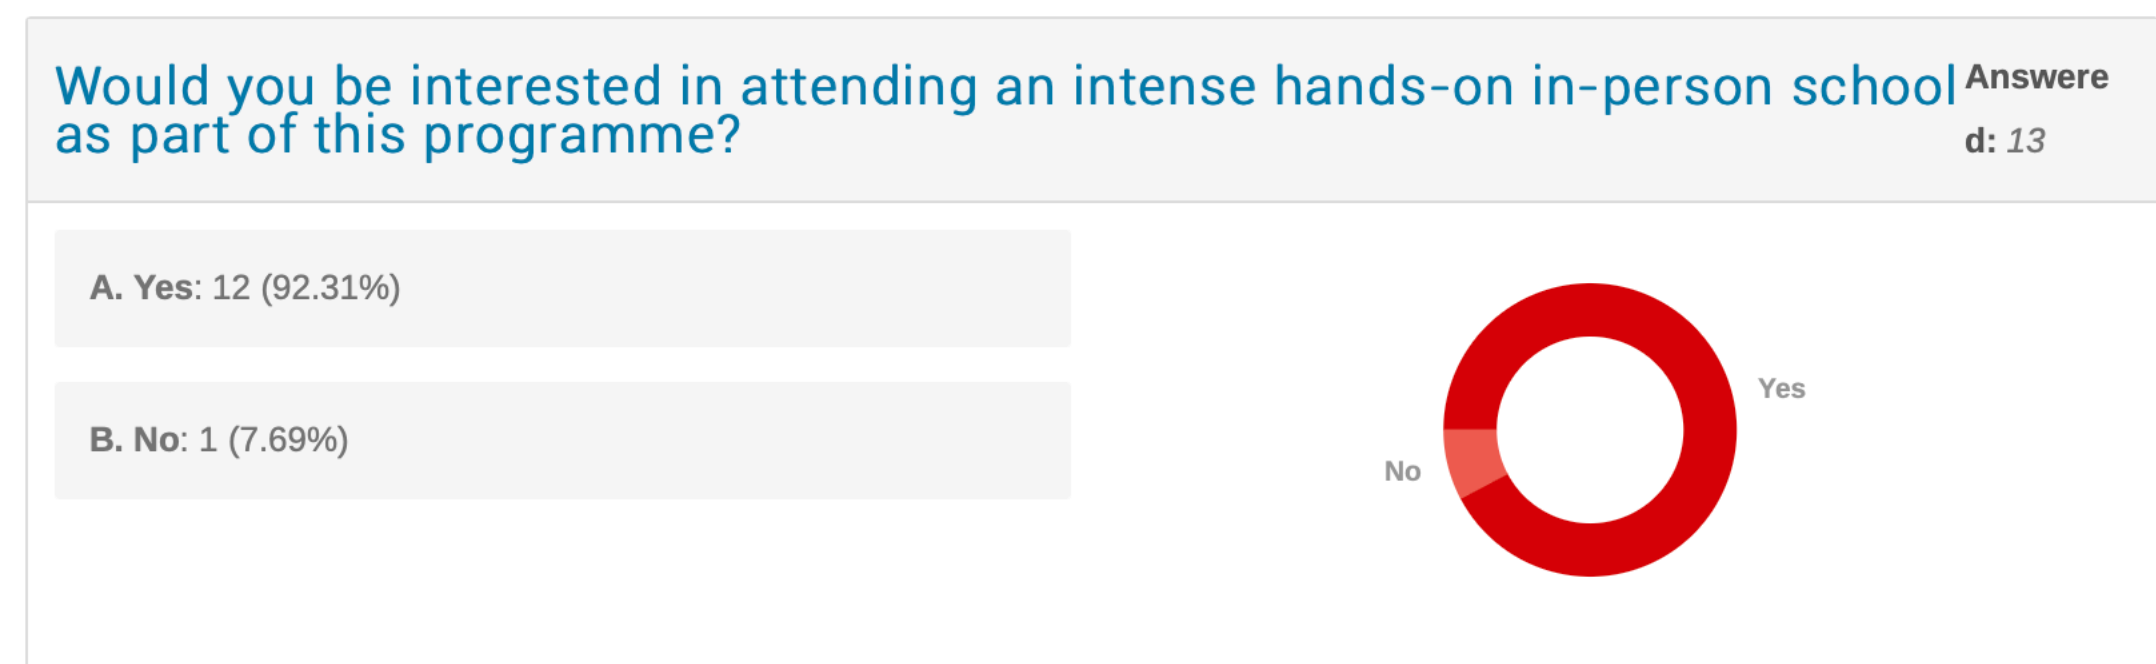 Would you be interested in attending an intense hands-on in-person school
as part of this programme?
Answere
d: 13
A. Yes: 12 (92.31%)
B. No: 1 (7.69%)
Yes
No